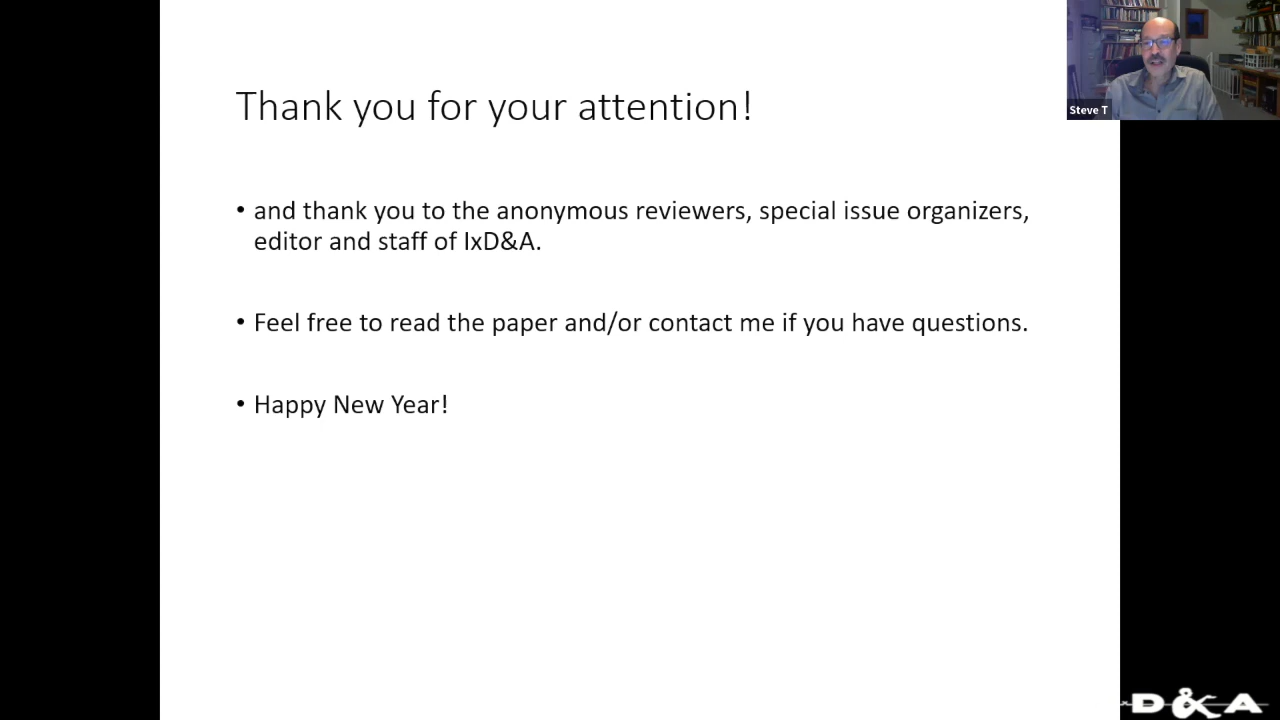 Thank you for your attention!
• and thank you to the anonymous reviewers, special issue organizers,
editor and staff of IxD&A.
• Feel free to read the paper and/or contact me if you have questions.
• Happy New Year!
Steve T
xD&A